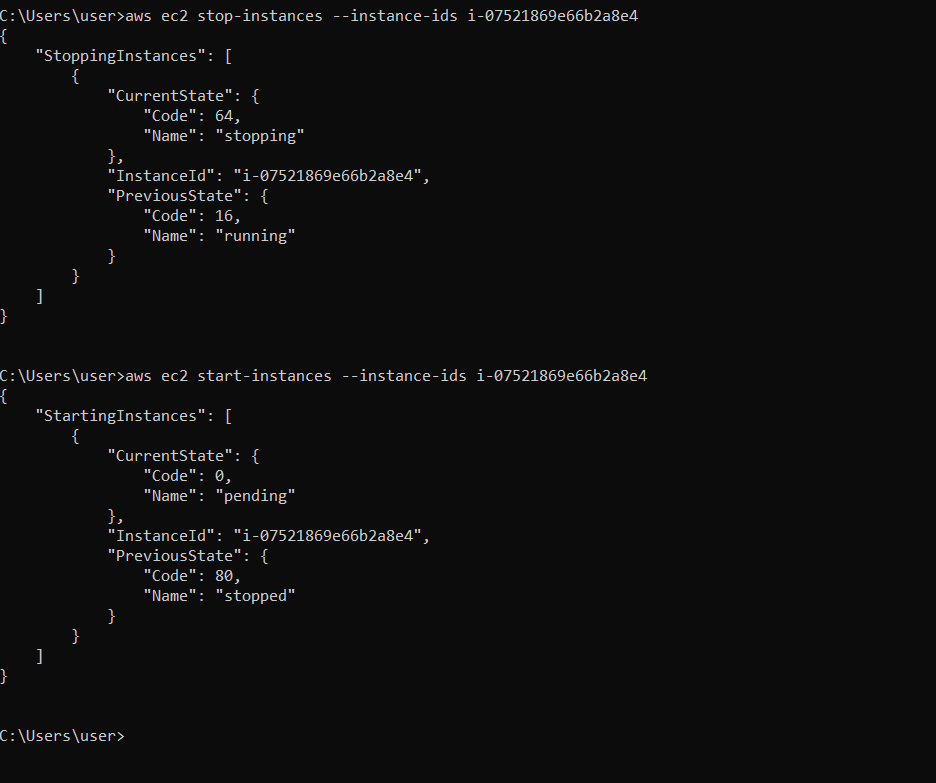 C:\Users\user>aws ec2 stop-instances --instance-ids i-07521869e66b2a8e4
{
    "StoppingInstances": [
        {
            "CurrentState": {
                "Code": 64,
                "Name": "stopping"
            },
            "InstanceId": "i-07521869e66b2a8e4",
            "PreviousState": {
                "Code": 16,
                "Name": "running"
            }
        }
    ]
}
C:\Users\user>aws ec2 start-instances --instance-ids i-07521869e66b2a8e4
{
    "StartingInstances": [
        {
            "CurrentState": {
                "Code": 0,
                "Name": "pending"
            },
            "InstanceId": "i-07521869e66b2a8e4",
            "PreviousState": {
                "Code": 80,
                "Name": "stopped"
            }
        }
    ]
}
C:\Users\user>